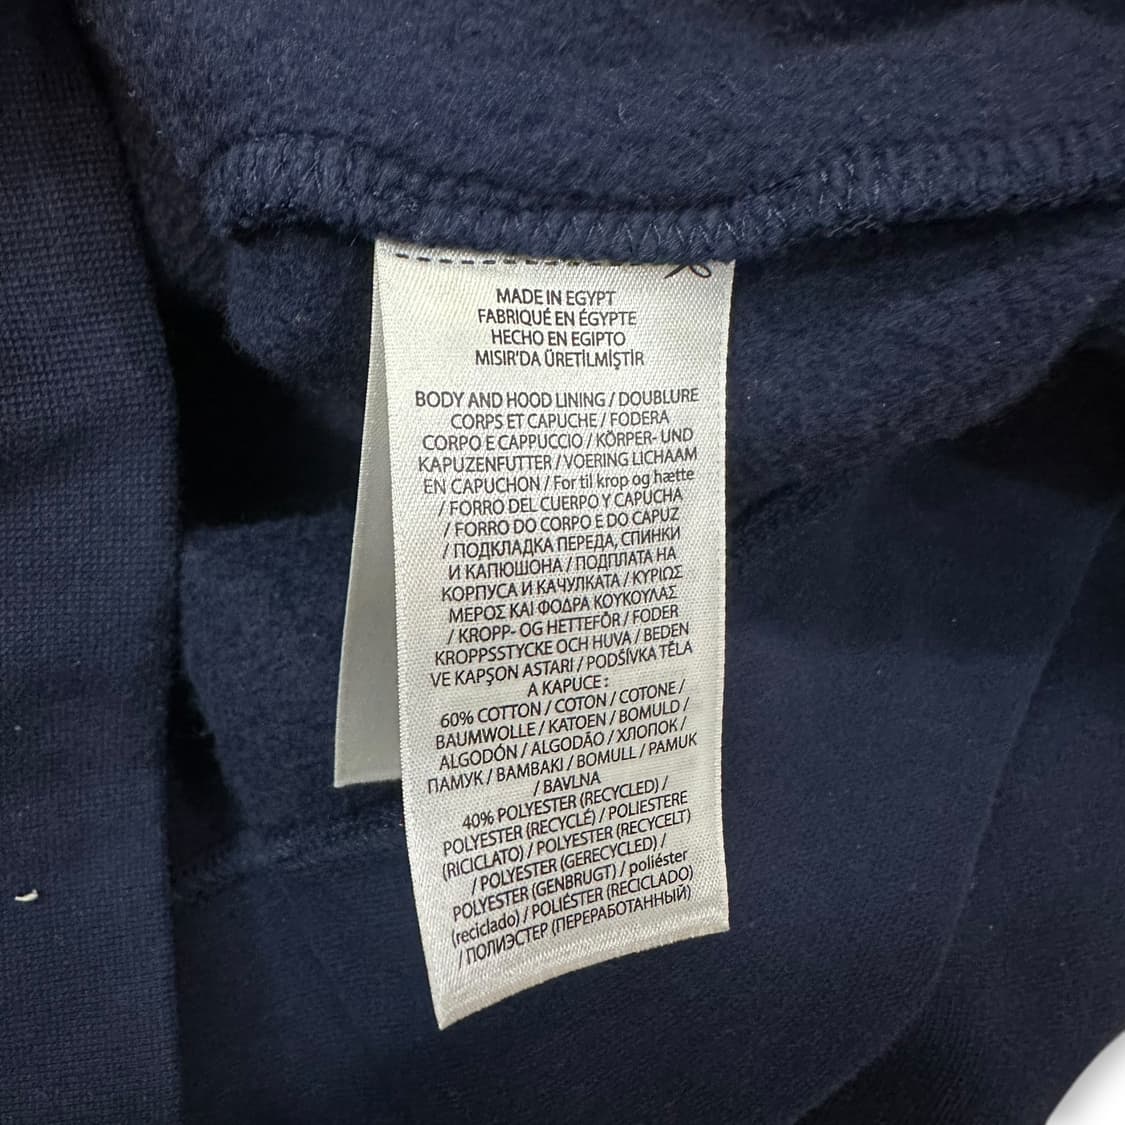 MADE IN EGYPT
FABRIQUÉ EN ÉGYPTE
HECHO EN EGIPTO
MISIR'DA ÜRETİLMİŞTİR
BODY AND HOOD LINING / DOUBLURE
CORPS ET CAPUCHE / FODERA
CORPO E CAPPUCCIO / KÖRPER- UND
KAPUZENFUTTER / VOERING LICHAAM
EN CAPUCHON / For til krop og hætte
/ FORRO DEL CUERPO Y CAPUCHA
/ FORRO DO CORPO E DO CAPUZ
/ ПОДКЛАДКА ПЕРЕДА, СПИНКИ
И КАПЮШОНА / ПОДПЛАТА НА
КОРПУСА И КАЧУЛКАТА / ΚΥΡΙΩΣ
ΜΕΡΟΣ ΚΑΙ ΦΟΔΡΑ ΚΟΥΚΟΥΛΑΣ
/ KROPP- OG HETTEFÔR / FODER
KROPPSSTYCKE OCH HUVA / BEDEN
VE KAPŞON ASTARI / PODŠÍVKA TĚLA
A KAPUCE :
60% COTTON / COTON / COTONE /
BAUMWOLLE / KATOEN / BOMULD /
ALGODÓN / ALGODÃO / ХЛОПОК /
ПАМУК / ΒΑΜΒΑΚΙ / BOMULL / PAMUK
/ BAVLNA
40% POLYESTER (RECYCLED) /
POLYESTER (RECYCLÉ) / POLIESTERE
(RICICLATO) / POLYESTER (RECYCELT)
/ POLYESTER (GERECYCLED) /
POLYESTER (GENBRUGT) / poliéster
(reciclado) / POLIÉSTER (RECICLADO)
/ ПОЛИЭСТЕР (ПЕРЕРАБОТАННЫЙ)